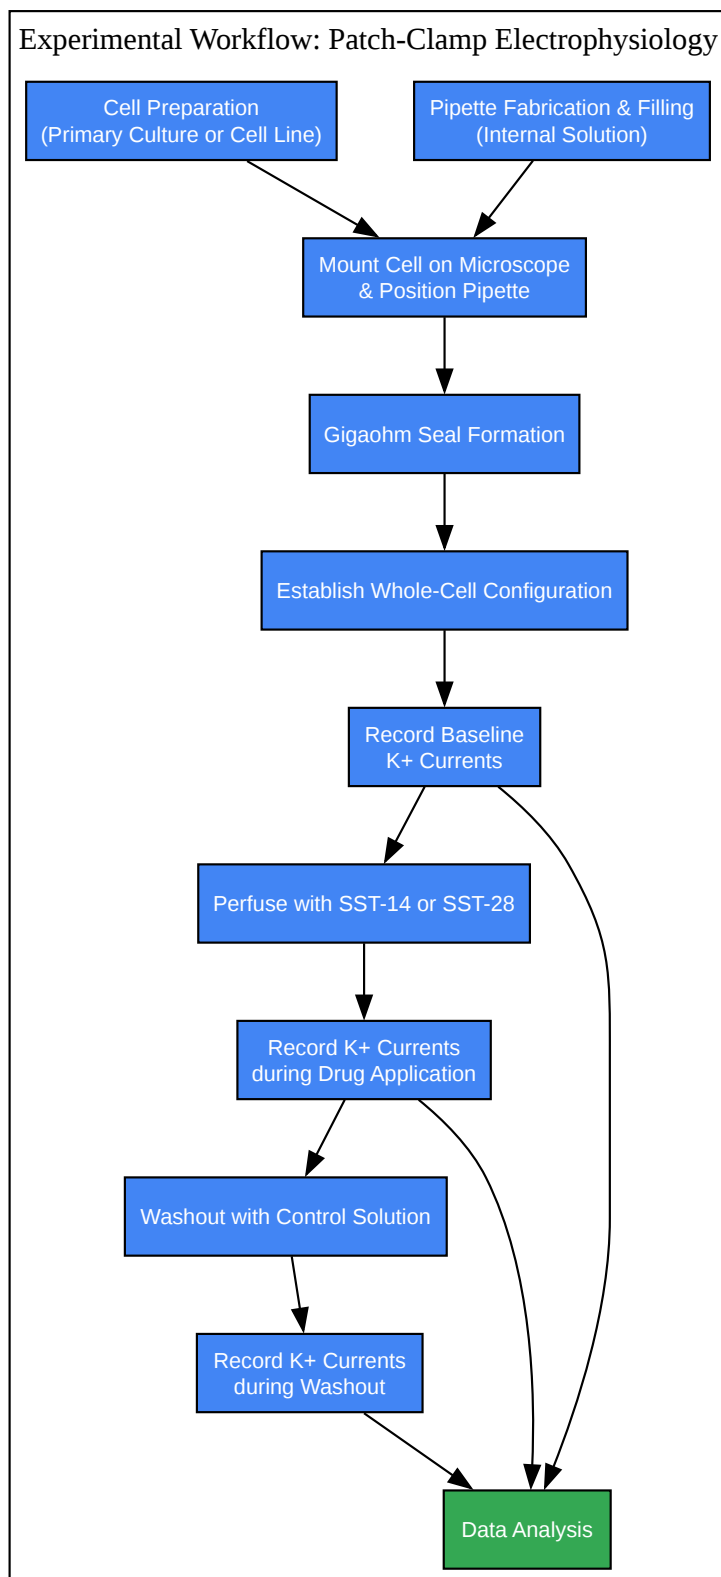 Experimental Workflow: Patch-Clamp Electrophysiology
Cell Preparation
(Primary Culture or Cell Line)
Pipette Fabrication & Filling
(Internal Solution)
Mount Cell on Microscope
& Position Pipette
Gigaohm Seal Formation
Establish Whole-Cell Configuration
Record Baseline
K+ Currents
Perfuse with SST-14 or SST-28
Record K+ Currents
during Drug Application
Washout with Control Solution
Record K+ Currents
during Washout
Data Analysis